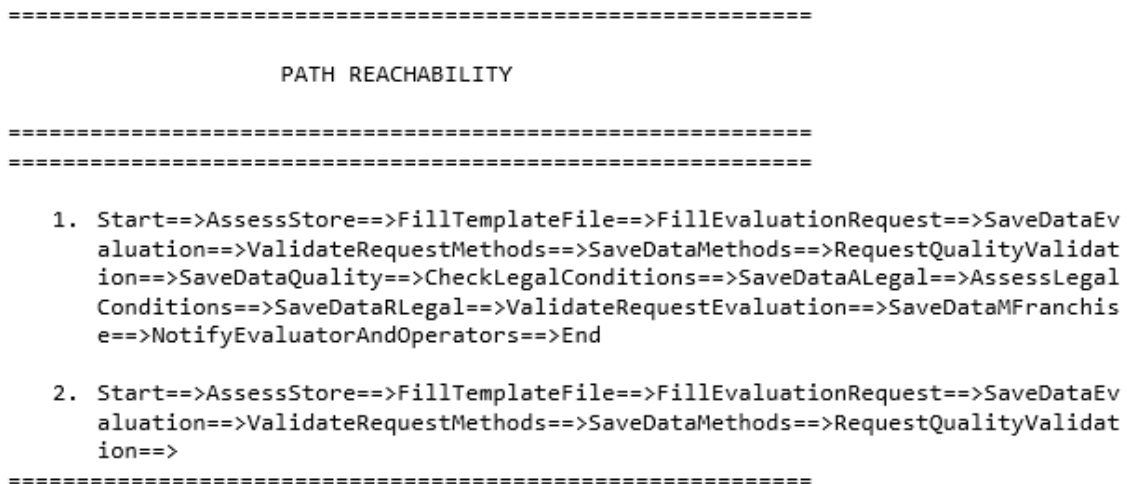 ===========================================================
PATH REACHABILITY
===========================================================
===========================================================
1. Start==>AssessStore==>FillTemplateFile==>FillEvaluationRequest==>SaveDataEv
aluation==>ValidateRequestMethods==>SaveDataMethods==>RequestQualityValidat
ion==>SaveDataQuality==>CheckLegalConditions==>SaveDataALegal==>AssessLegal
Conditions==>SaveDataRLegal==>ValidateRequestEvaluation==>SaveDataMFranchis
e==>NotifyEvaluatorAndOperators==>End
2. Start==>AssessStore==>FillTemplateFile==>FillEvaluationRequest==>SaveDataEv
aluation==>ValidateRequestMethods==>SaveDataMethods==>RequestQualityValidat
ion==>
===========================================================